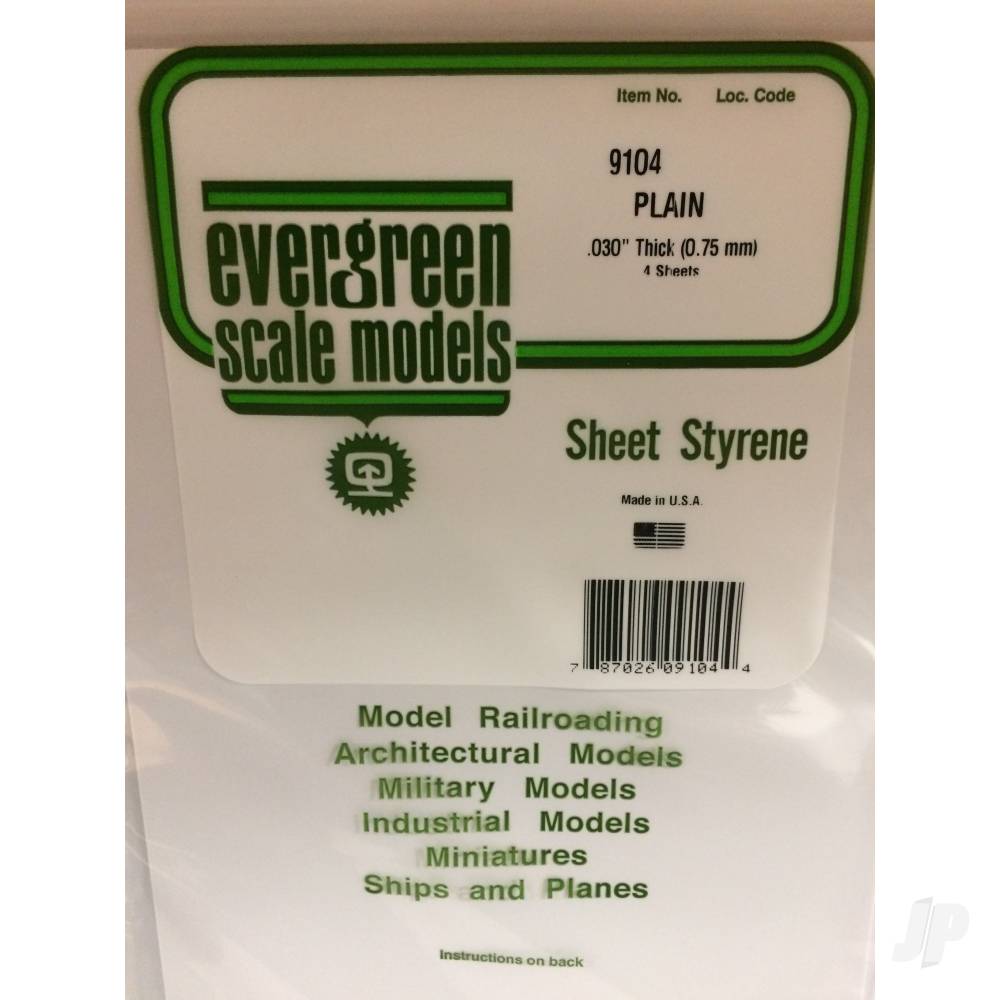 Item No. Loc. Code
9104
PLAIN
.030" Thick (0.75 mm)
4 Sheets
evergreen
scale models
Sheet Styrene
Made in U.S.A.
7 87026 09104 4
Model Railroading
Architectural Models
Military Models
Industrial Models
Miniatures
Ships and Planes
Instructions on back
JP